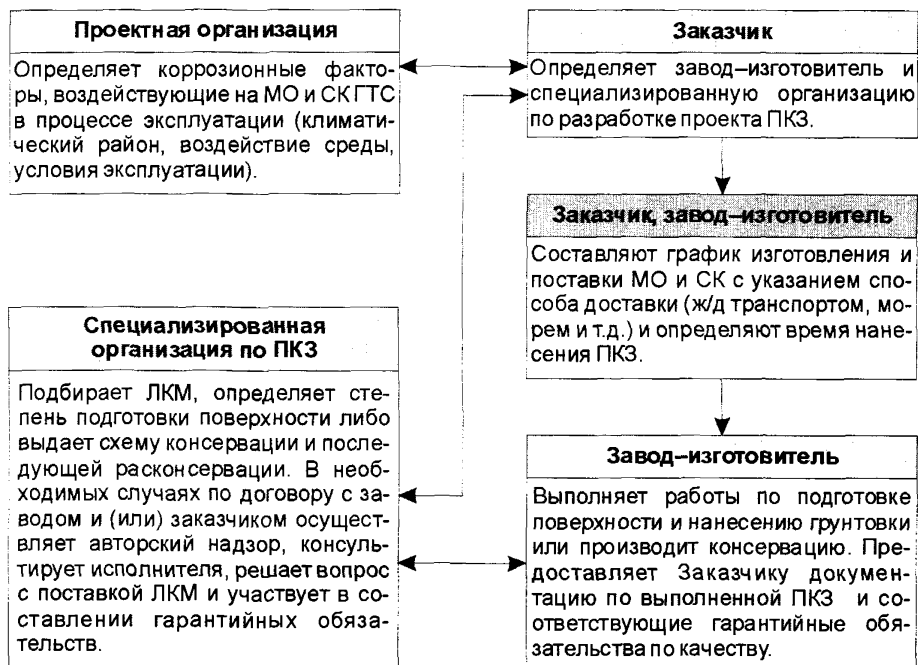 Проектная организация
Определяет коррозионные факто-
ры, воздействующие на МО и СК ГТС
в процессе эксплуатации (климати-
ческий район, воздействие среды,
условия эксплуатации).
Заказчик
Определяет завод–изготовитель и
специализированную организацию
по разработке проекта ПКЗ.
Заказчик, завод–изготовитель
Составляют график изготовления и
поставки МО и СК с указанием спо-
соба доставки (ж/д транспортом, мо-
рем и т.д.) и определяют время нане-
сения ПКЗ.
Специализированная
организация по ПКЗ
Подбирает ЛКМ, определяет сте-
пень подготовки поверхности либо
выдает схему консервации и после-
дующей расконсервации. В необ-
ходимых случаях по договору с за-
водом и (или) заказчиком осущест-
вляет авторский надзор, консуль-
тирует исполнителя, решает вопрос
с поставкой ЛКМ и участвует в со-
ставлении гарантийных обяза-
тельств.
Завод–изготовитель
Выполняет работы по подготовке
поверхности и нанесению грунтовки
или производит консервацию. Пре-
доставляет Заказчику докумен-
тацию по выполненной ПКЗ и со-
ответствующие гарантийные обя-
зательства по качеству.